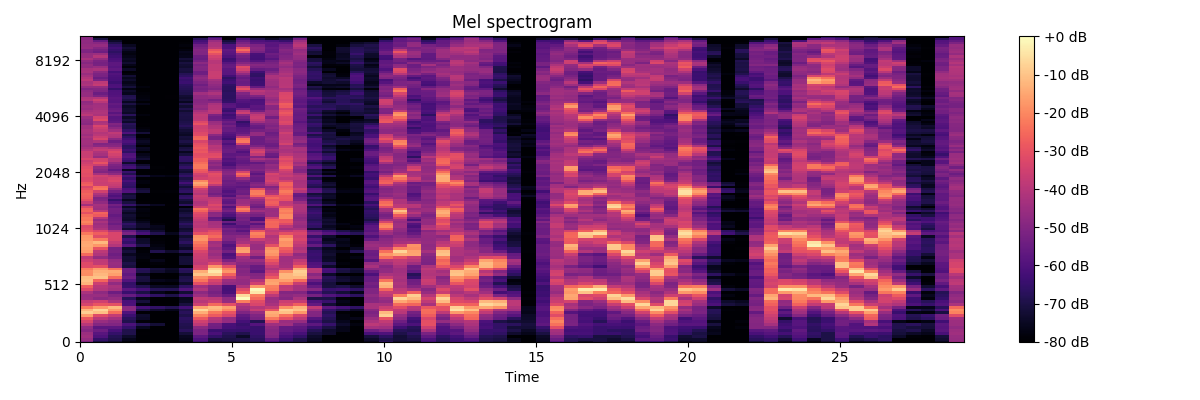 Mel spectrogram
8192
4096
2048
1024
512
0
Hz
0 5 10 15 20 25
Time
+0 dB
-10 dB
-20 dB
-30 dB
-40 dB
-50 dB
-60 dB
-70 dB
-80 dB